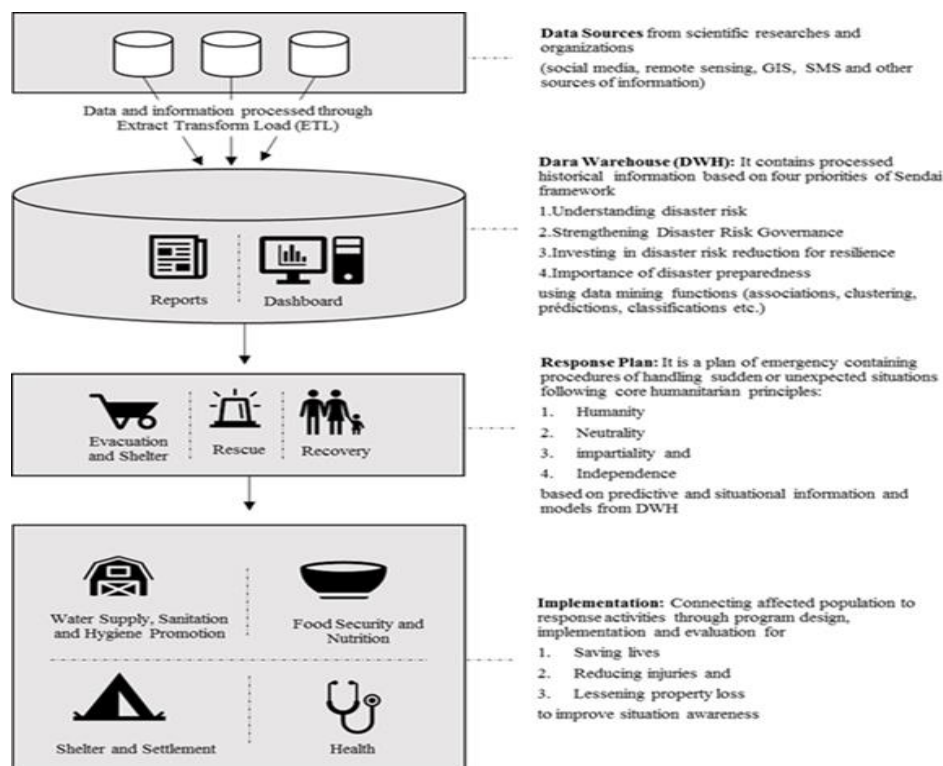 Data Sources from scientific researches and
organizations
(social media, remote sensing, GIS, SMS and other
sources of information)
Data and information processed through
Extract Transform Load (ETL)
Dara Warehouse (DWH): It contains processed
historical information based on four priorities of Sendai
framework
1.Understanding disaster risk
2.Strengthening Disaster Risk Governance
3.Investing in disaster risk reduction for resilience
4.Importance of disaster preparedness
using data mining functions (associations, clustering,
prédictions, classifications etc.)
Reports
Dashboard
Response Plan: It is a plan of emergency containing
procedures of handling sudden or unexpected situations
following core humanitarian principles:
1. Humanity
2. Neutrality
3. impartiality and
4. Independence
based on predictive and situational information and
models from DWH
Evacuation
and Shelter
Rescue
Recovery
Water Supply, Sanitation
and Hygiene Promotion
Food Security and
Nutrition
Shelter and Settlement
Health
Implementation: Connecting affected population to
response activities through program design,
implementation and evaluation for
1. Saving lives
2. Reducing injuries and
3. Lessening property loss
to improve situation awareness